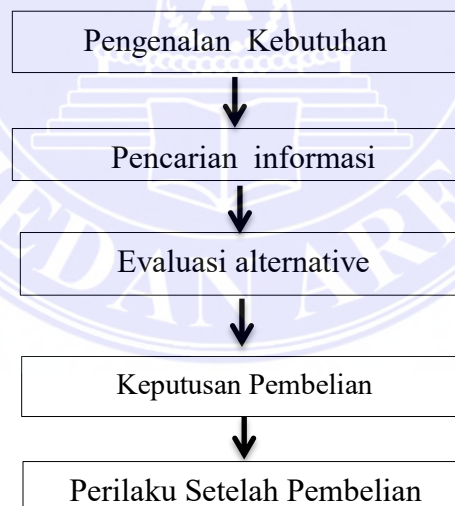 Pengenalan Kebutuhan
Pencarian informasi
Evaluasi alternative
Keputusan Pembelian
Perilaku Setelah Pembelian